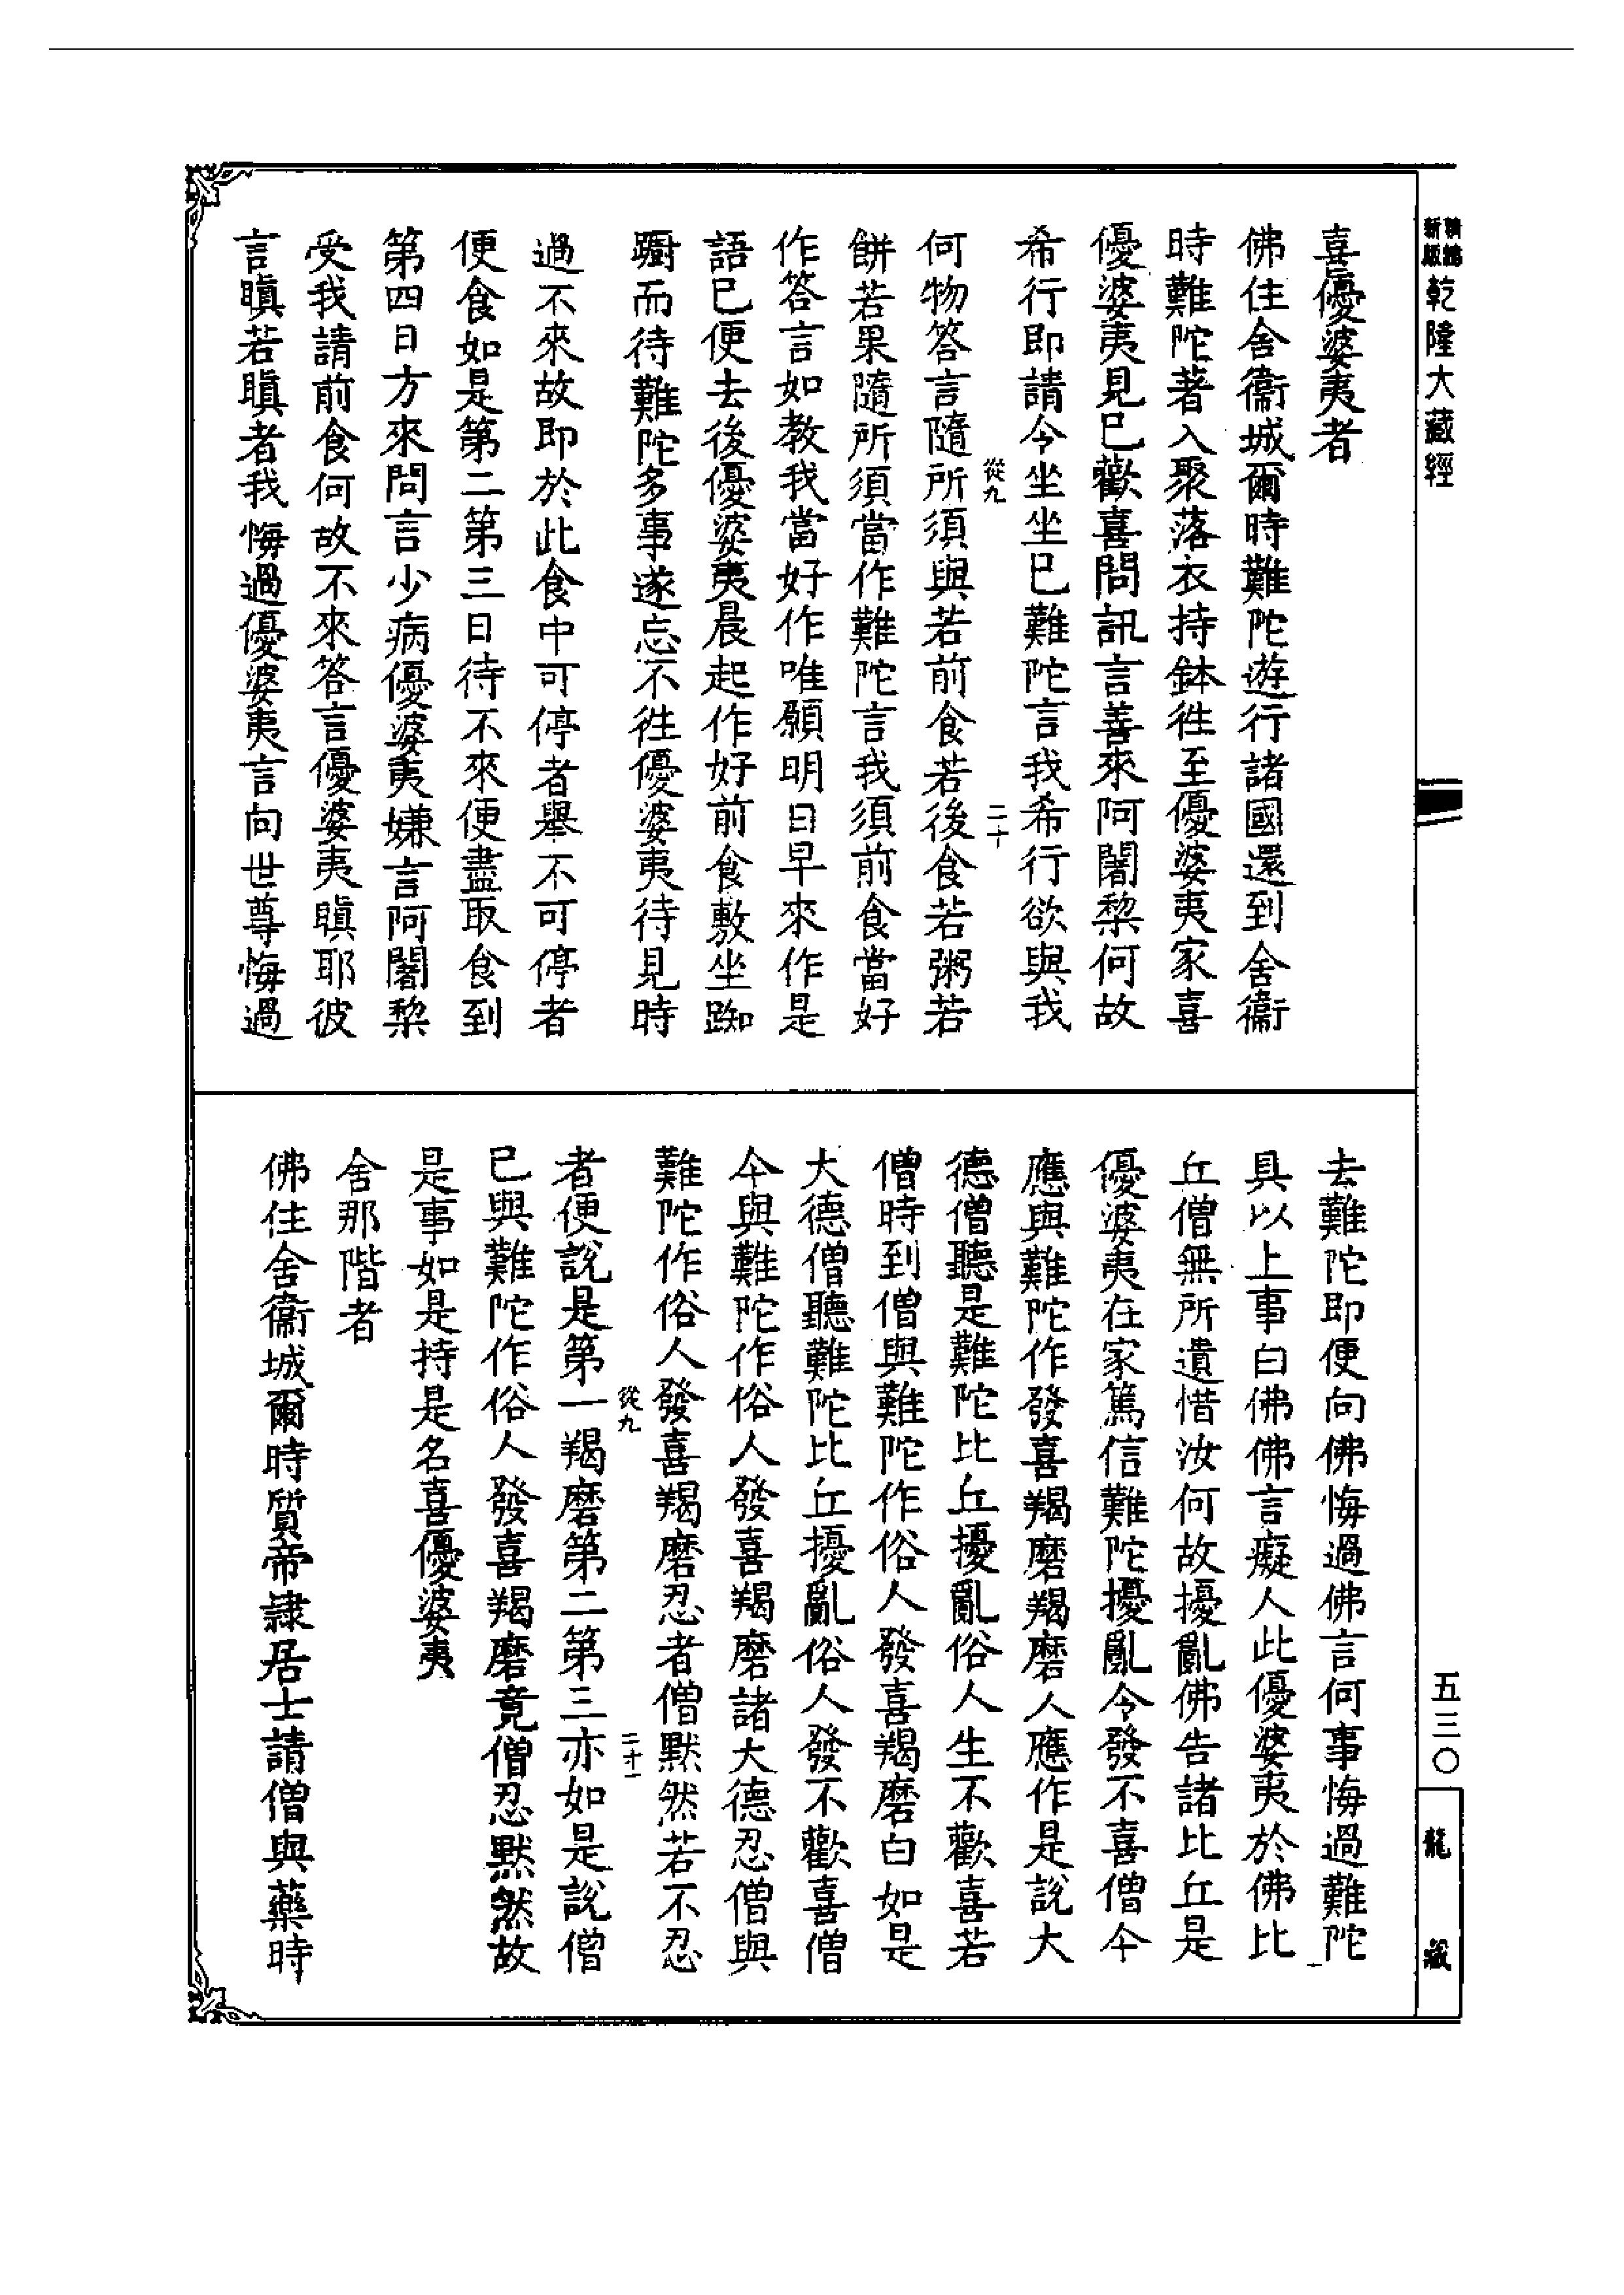 新編
新版
乾隆大藏經
喜優婆夷者
佛住舍衞城爾時難陀遊行諸國還到舍衞
時難陀著入聚落衣持鉢徃至優婆夷家喜
優婆夷見已歡喜問訊言善來阿闍棃何故
希行即請令坐坐已難陀言我希行欲與我
從九
二十
何物答言隨所須與若前食若後食若粥若
餅若果隨所須當作難陀言我須前食當好
作答言如教我當好作唯願明日早來作是
語已便去後優婆夷晨起作好前食敷坐踟
蹰而待難陀多事遂忘不徃優婆夷待見時
過不來故即於此食中可停者舉不可停者
便食如是第二第三日待不來便盡取食到
第四日方來問言少病優婆夷嫌言阿闍棃
受我請前食何故不來答言優婆夷瞋耶彼
言瞋若瞋者我悔過優婆夷言向世尊悔過
去難陀即便向佛悔過佛言何事悔過難陀
具以上事白佛佛言癡人此優婆夷於佛比
丘僧無所遺惜汝何故擾亂佛告諸比丘是
優婆夷在家篤信難陀擾亂令發不喜僧今
應與難陀作發喜羯磨羯磨人應作是說大
德僧聽是難陀比丘擾亂俗人生不歡喜若
僧時到僧與難陀作俗人發喜羯磨白如是
大德僧聽難陀比丘擾亂俗人發不歡喜僧
今與難陀作俗人發喜羯磨諸大德忍僧與
難陀作俗人發喜羯磨忍者僧默然若不忍
從九
二十一
者便說是第一羯磨第二第三亦如是說僧
已與難陀作俗人發喜羯磨竟僧忍默然故
是事如是持是名喜優婆夷
舍那階者
佛住舍衞城爾時質帝隸居士請僧與藥時
五三〇
龍藏